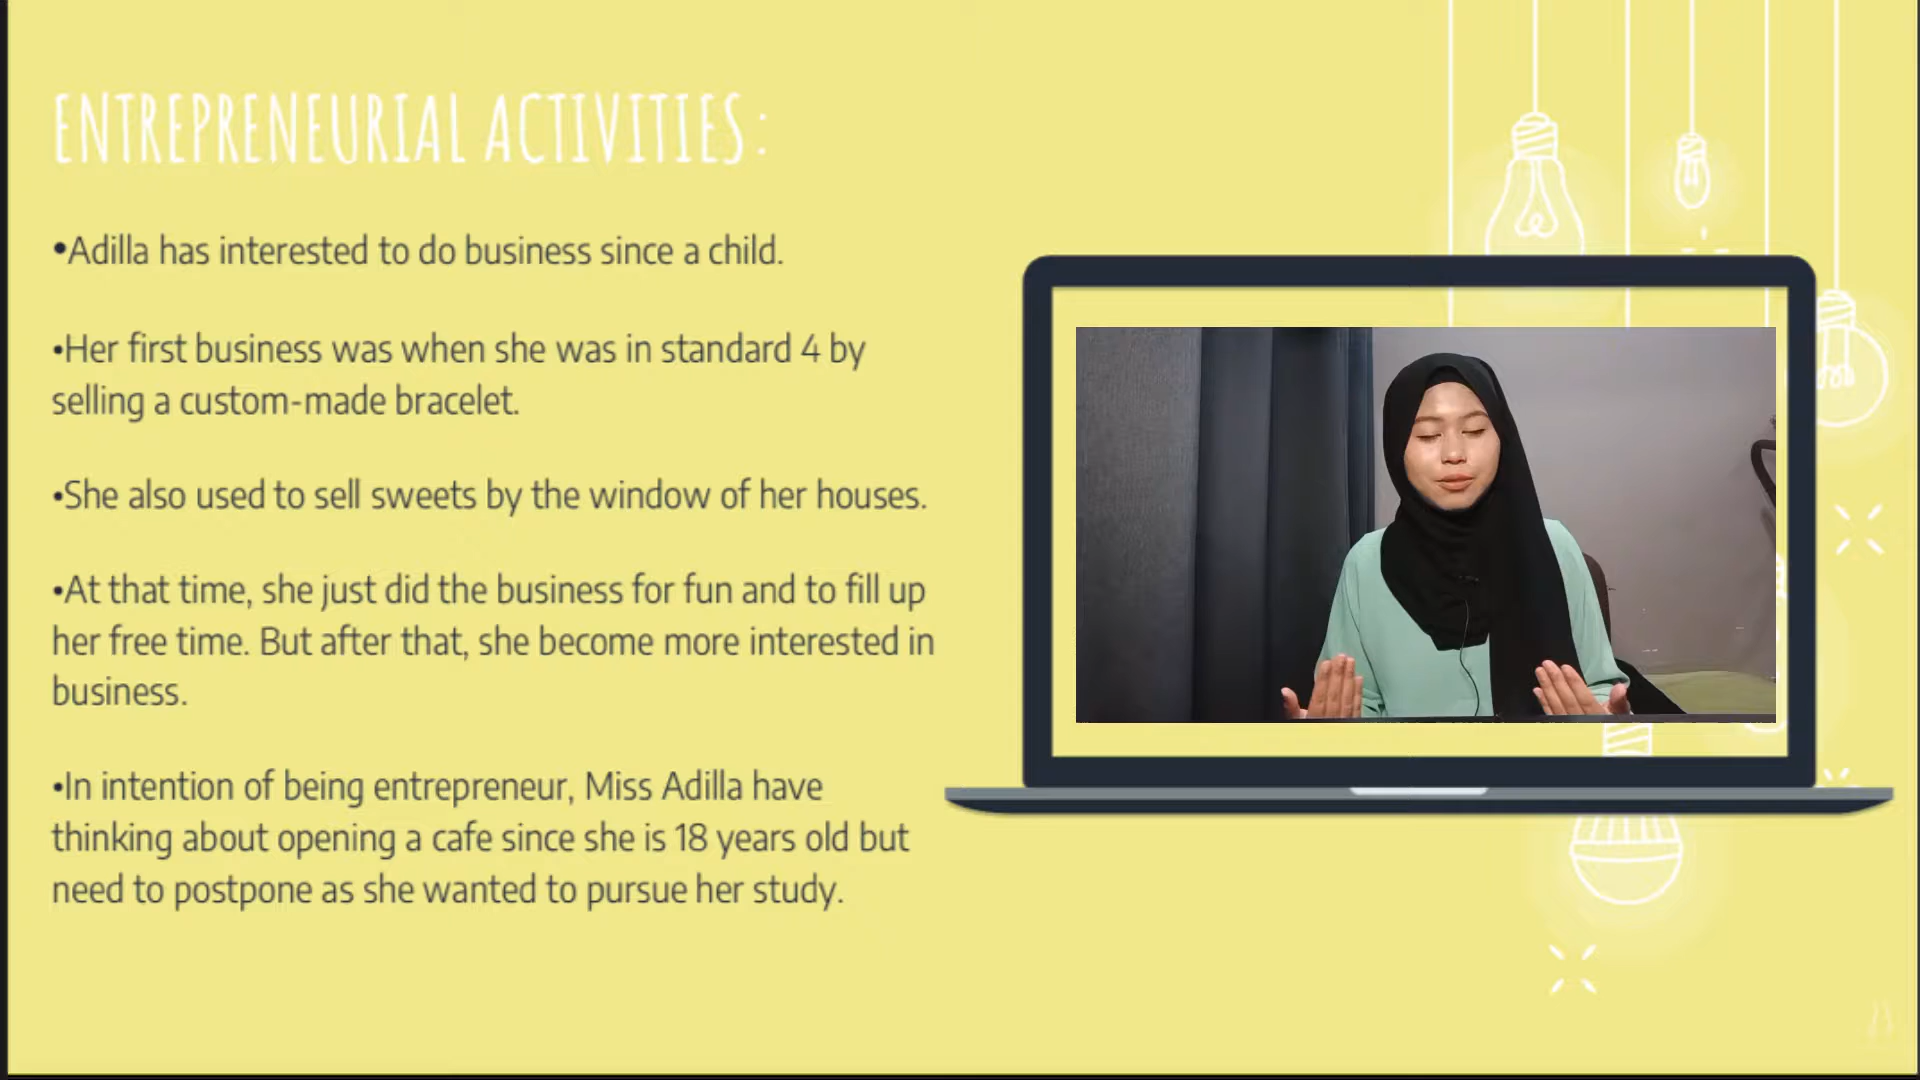 ENTREPRENEURIAL ACTIVITIES:
•Adilla has interested to do business since a child.
•Her first business was when she was in standard 4 by
selling a custom-made bracelet.
•She also used to sell sweets by the window of her houses.
•At that time, she just did the business for fun and to fill up
her free time. But after that, she become more interested in
business.
•In intention of being entrepreneur, Miss Adilla have
thinking about opening a cafe since she is 18 years old but
need to postpone as she wanted to pursue her study.